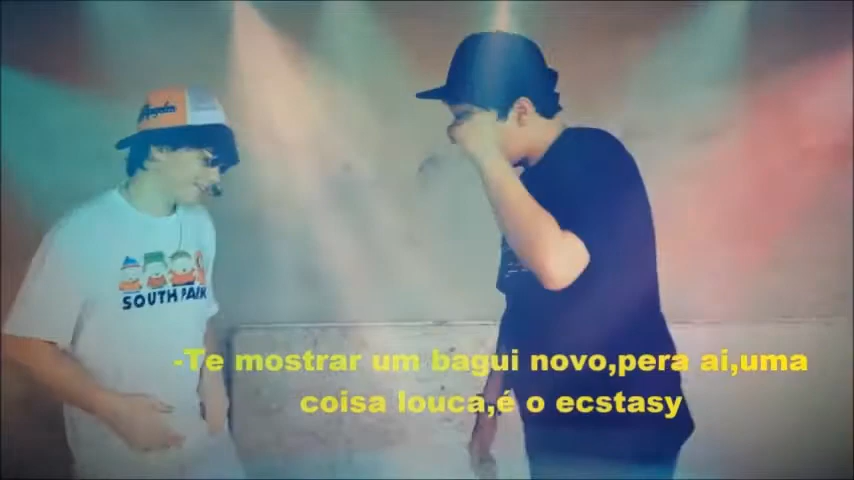 SOUTH PARK
-Te mostrar um bagui novo,pera ai,uma
coisa louca,é o ecstasy